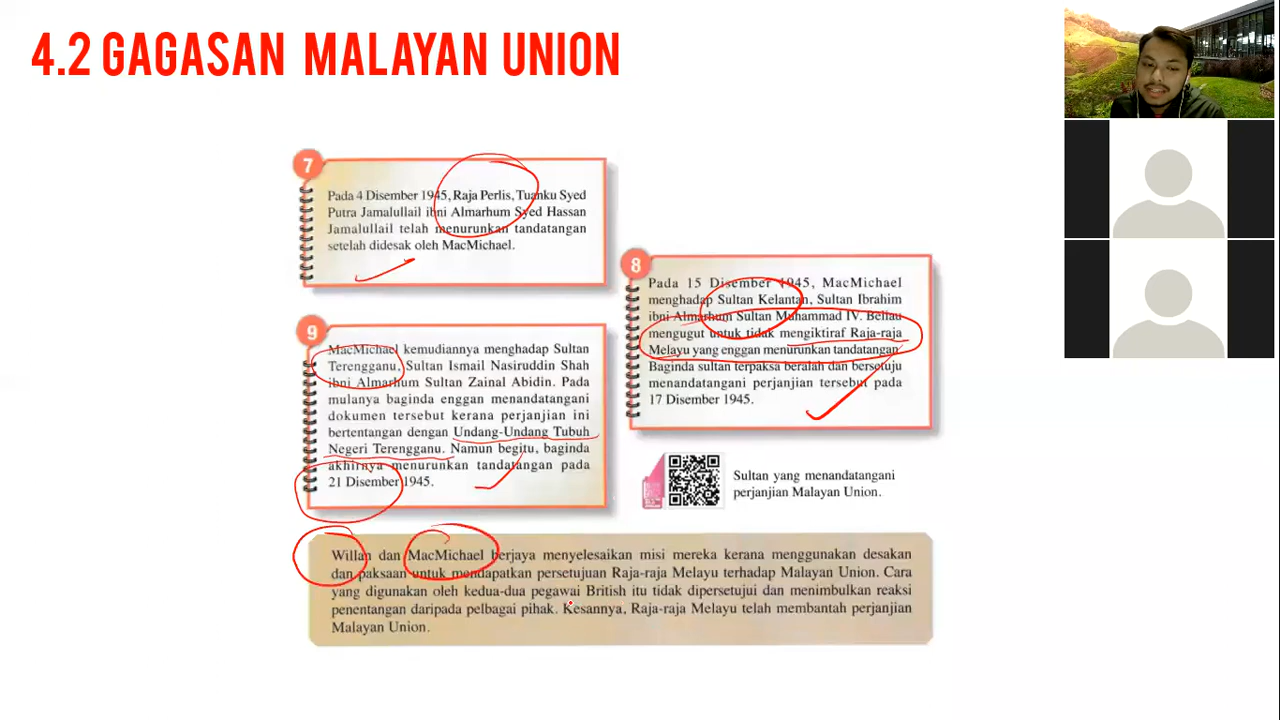 4.2 GAGASAN MALAYAN UNION
7
Pada 4 Disember 1945, Raja Perlis, Tuanku Syed
Putra Jamalullail ibni Almarhum Syed Hassan
Jamalullail telah menurunkan tandatangan
setelah didesak oleh MacMichael.
8
Pada 15 Disember 1945, MacMichael
menghadap Sultan Kelantan, Sultan Ibrahim
ibni Almarhum Sultan Muhammad IV. Beliau
mengugut untuk tidak mengiktiraf Raja-raja
Melayu yang enggan menurunkan tandatangan.
Baginda sultan terpaksa beralah dan bersetuju
menandatangani perjanjian tersebut pada
17 Disember 1945.
9
MacMichael kemudiannya menghadap Sultan
Terengganu, Sultan Ismail Nasiruddin Shah
ibni Almarhum Sultan Zainal Abidin. Pada
mulanya baginda enggan menandatangani
dokumen tersebut kerana perjanjian ini
bertentangan dengan Undang-Undang Tubuh
Negeri Terengganu. Namun begitu, baginda
akhirnya menurunkan tandatangan pada
21 Disember 1945.
Sultan yang menandatangani
perjanjian Malayan Union.
Willan dan MacMichael berjaya menyelesaikan misi mereka kerana menggunakan desakan
dan paksaan untuk mendapatkan persetujuan Raja-raja Melayu terhadap Malayan Union. Cara
yang digunakan oleh kedua-dua pegawai British itu tidak dipersetujui dan menimbulkan reaksi
penentangan daripada pelbagai pihak. Kesannya, Raja-raja Melayu telah membantah perjanjian
Malayan Union.